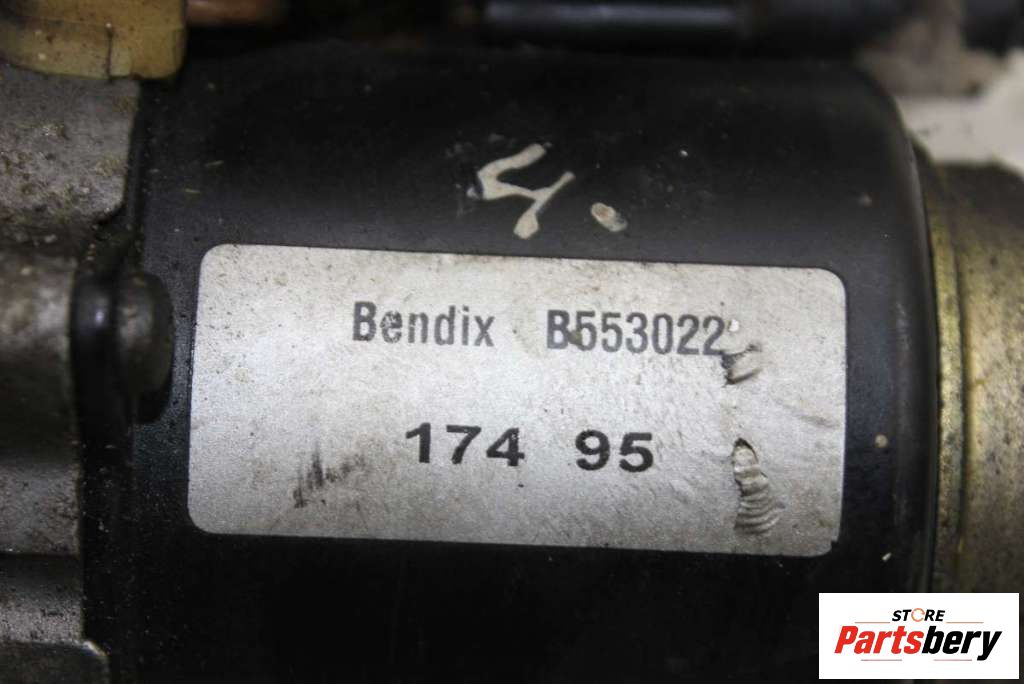 4.
Bendix B553022
174 95
STORE
Partsbery